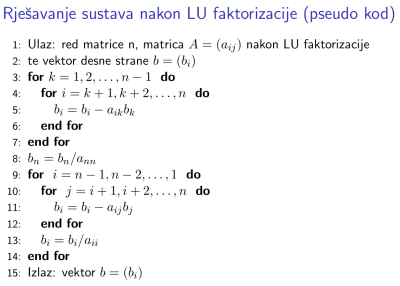 Rješavanje sustava nakon LU faktorizacije (pseudo kod)
1: Ulaz: red matrice n, matrica A = (a_{ij}) nakon LU faktorizacije
2: te vektor desne strane b = (b_i)
3: for k = 1, 2, . . . , n − 1 do
4: for i = k + 1, k + 2, . . . , n do
5: b_i = b_i − a_{ik}b_k
6: end for
7: end for
8: b_n = b_n/a_{nn}
9: for i = n − 1, n − 2, . . . , 1 do
10: for j = i + 1, i + 2, . . . , n do
11: b_i = b_i − a_{ij}b_j
12: end for
13: b_i = b_i/a_{ii}
14: end for
15: Izlaz: vektor b = (b_i)